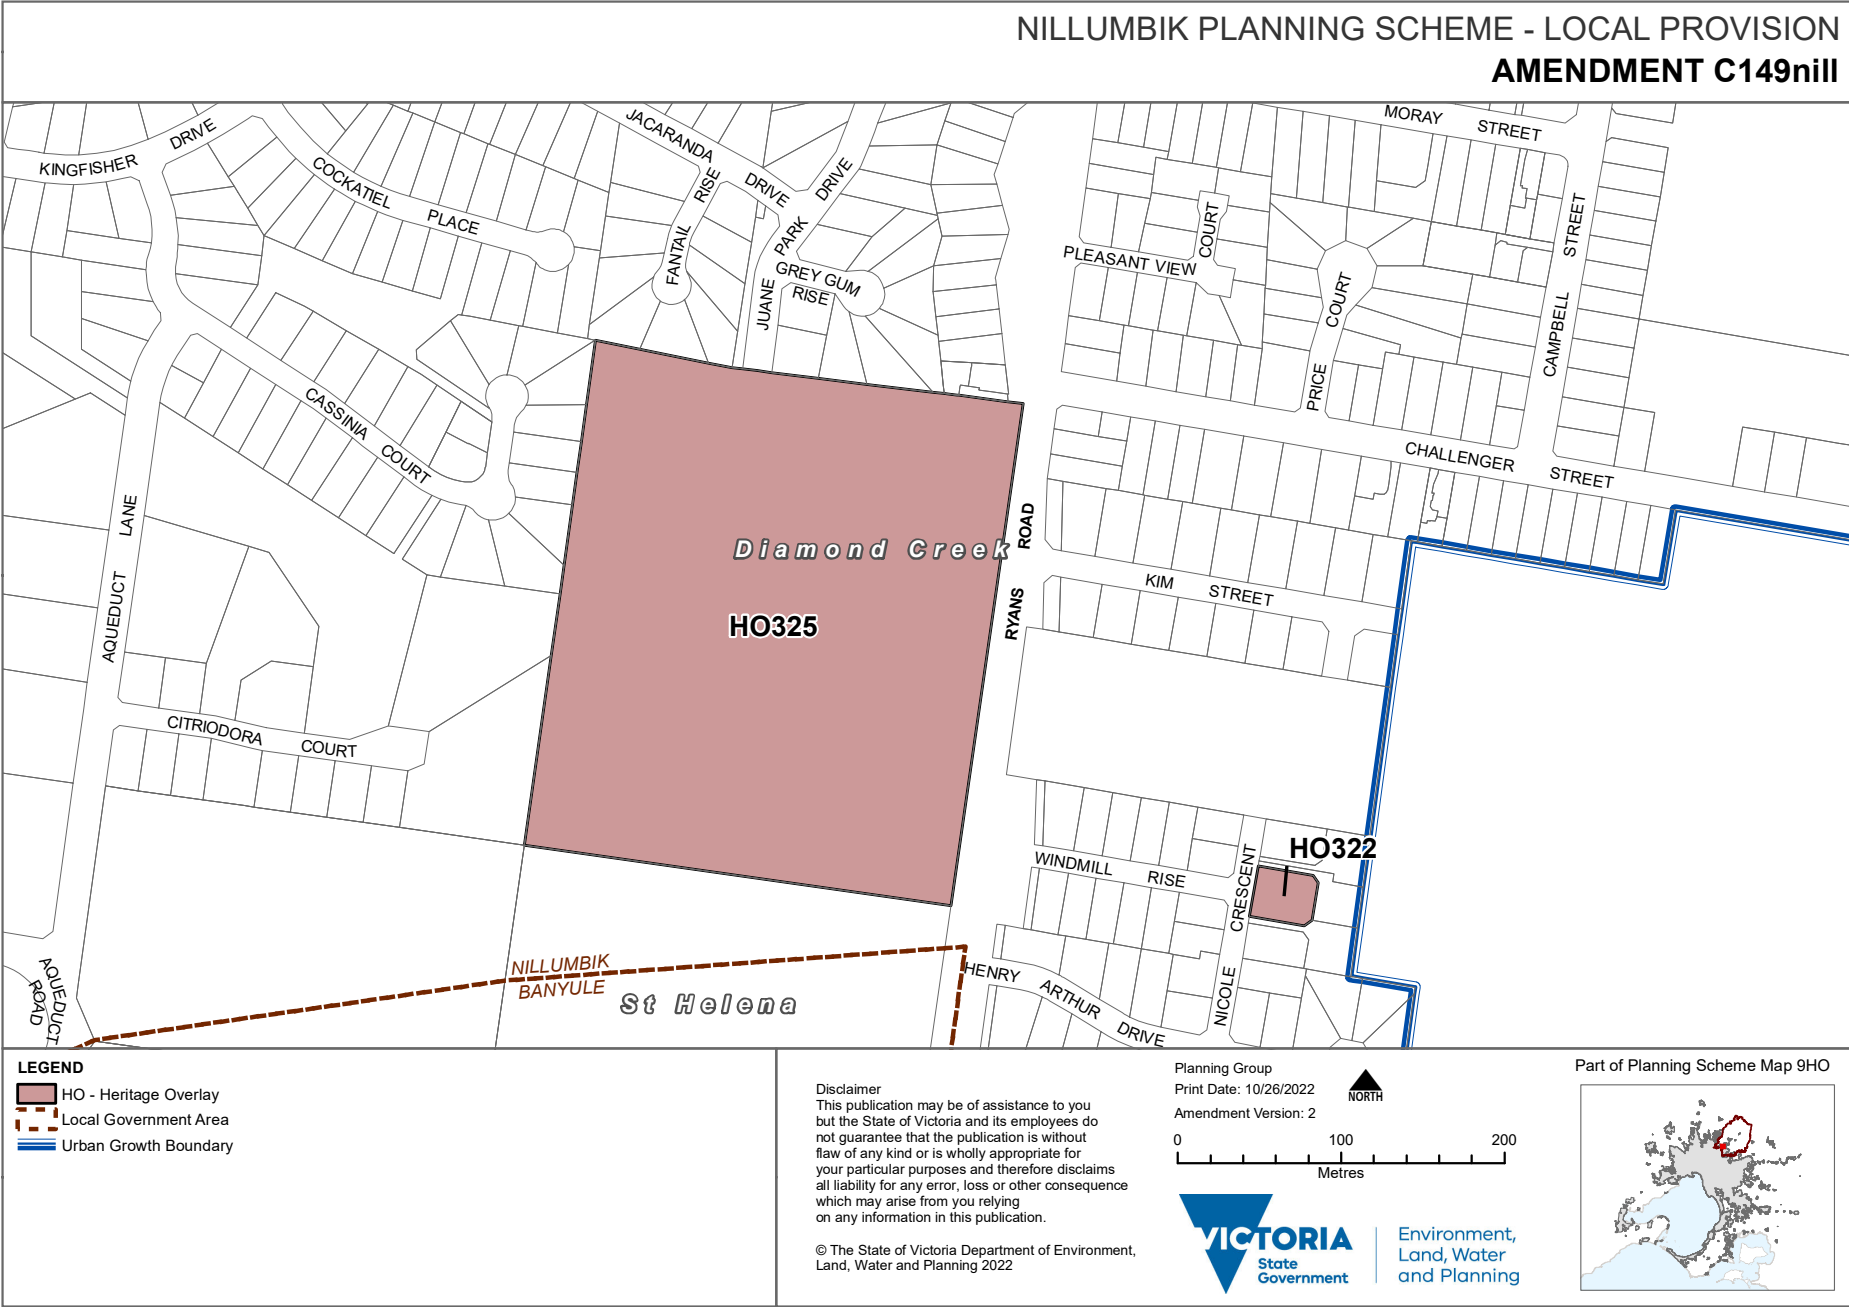 NILLUMBIK PLANNING SCHEME - LOCAL PROVISION
AMENDMENT C149nill
KINGFISHER DRIVE
COCKATIEL PLACE
JACARANDA DRIVE
FANTAIL RISE
JUANE PARK DRIVE
GREY GUM
RISE
MORAY STREET
CAMPBELL STREET
PLEASANT VIEW COURT
PRICE COURT
CASSINIA COURT
CHALLENGER STREET
AQUEDUCT LANE
Diamond Creek
RYANS ROAD
HO325
KIM STREET
CITRIODORA COURT
WINDMILL RISE
NICOLE CRESCENT
HO322
HENRY ARTHUR DRIVE
AQUEDUCT
ROAD
NILLUMBIK
BANYULE
St Helena
LEGEND
HO - Heritage Overlay
Local Government Area
Urban Growth Boundary
Disclaimer
This publication may be of assistance to you
but the State of Victoria and its employees do
not guarantee that the publication is without
flaw of any kind or is wholly appropriate for
your particular purposes and therefore disclaims
all liability for any error, loss or other consequence
which may arise from you relying
on any information in this publication.
© The State of Victoria Department of Environment,
Land, Water and Planning 2022
Planning Group
Print Date: 10/26/2022
Amendment Version: 2
NORTH
0 100 200
Metres
VICTORIA
State
Government
Environment,
Land, Water
and Planning
Part of Planning Scheme Map 9HO